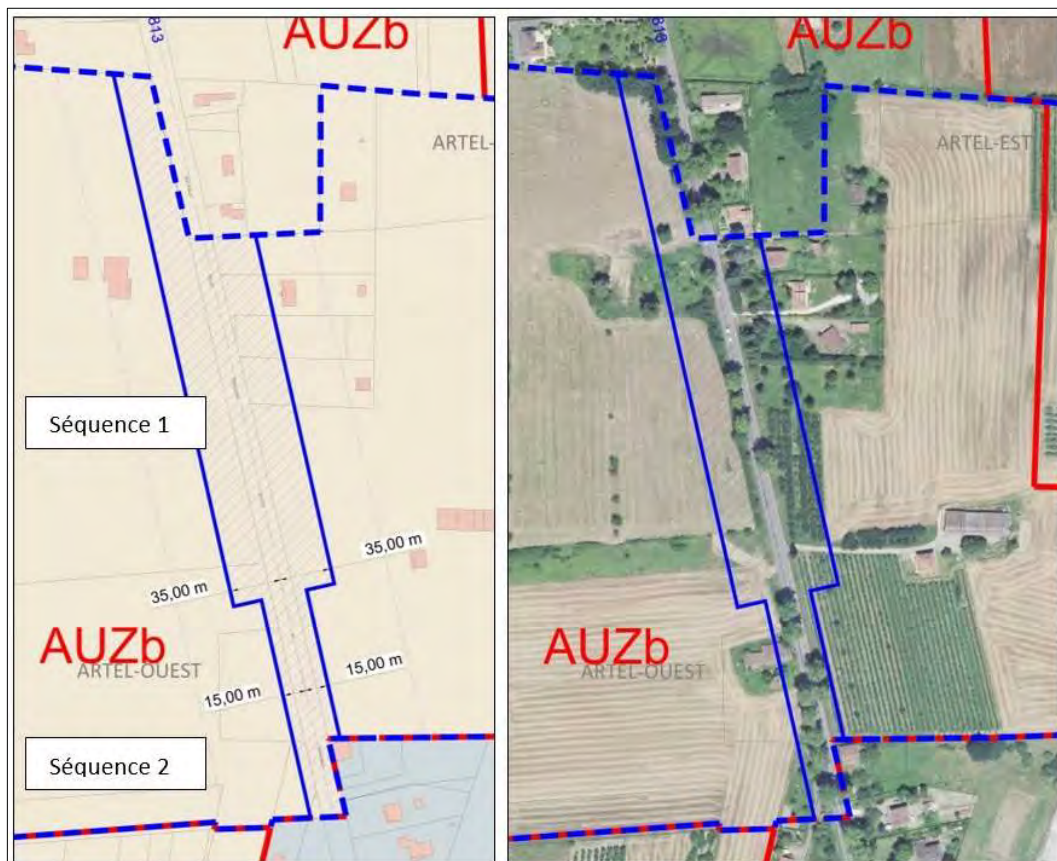 AUZb
813
ARTEL-
Séquence 1
35,00 m
35,00 m
AUZb
ARTEL-OUEST
15,00 m
15,00 m
Séquence 2
AUZb
ARTEL-EST
AUZb
ARTEL-OUEST